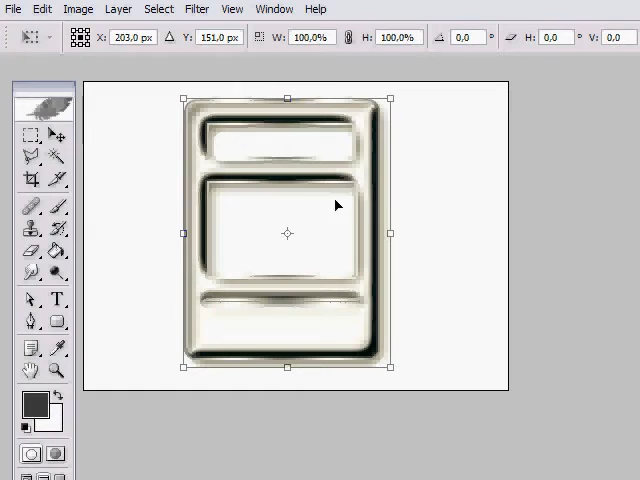 File Edit Image Layer Select Filter View Window Help
X: 203,0 px Y: 151,0 px W: 100,0% H: 100,0% 0,0 ° H: 0,0 ° V: 0,0
T